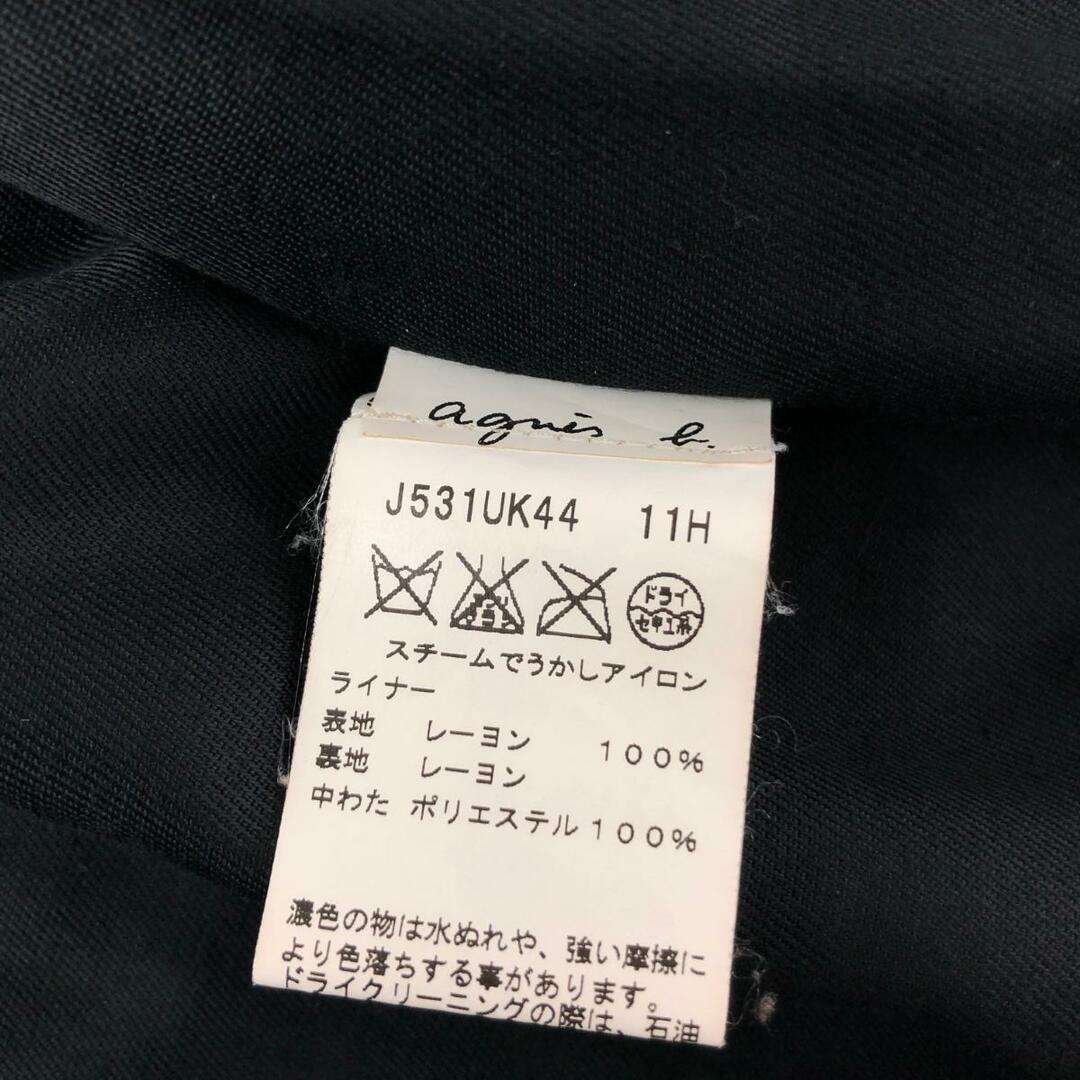 agnès b.
J531UK44 11H
ドライ
セキユ系
スチームでうかしアイロン
ライナー
表地 レーヨン 100%
裏地 レーヨン
中わた ポリエステル100%
濃色の物は水ぬれや、強い摩擦に
より色落ちする事があります。
ドライクリーニングの際は、石油